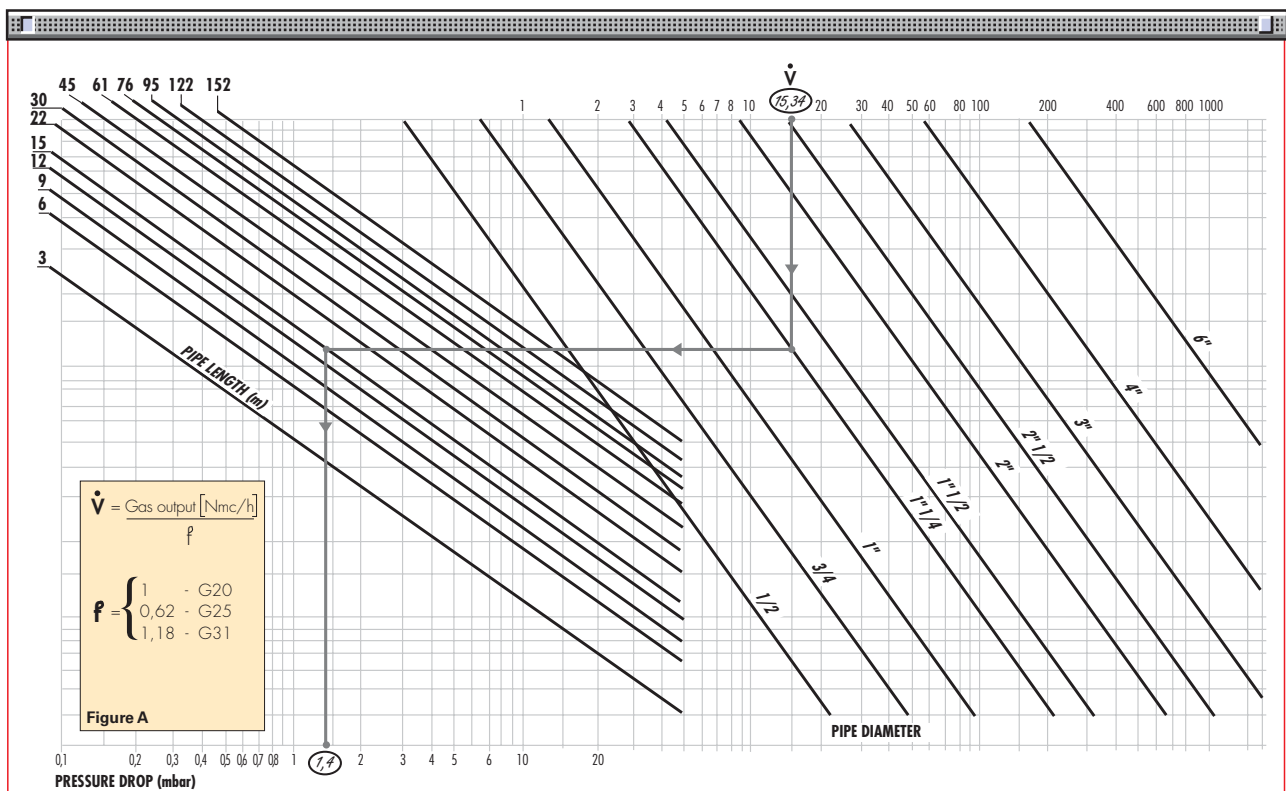 V̇
45 61 76 95 122 152
30
22
15
12
9
6
3
1 2 3 4 5 6 7 8 10 15,34 20 30 40 50 60 80 100 200 400 600 800 1000
PIPE LENGTH (m)
6"
4"
3"
2" 1/2
2"
1" 1/2
1" 1/4
1"
3/4
1/2
V̇ = Gas output [Nmc/h]
f
f = { 1 - G20
0,62 - G25
1,18 - G31
Figure A
PIPE DIAMETER
0,1 0,2 0,3 0,4 0,5 0,6 0,7 0,8 1 1,4 2 3 4 5 6 10 20
PRESSURE DROP (mbar)